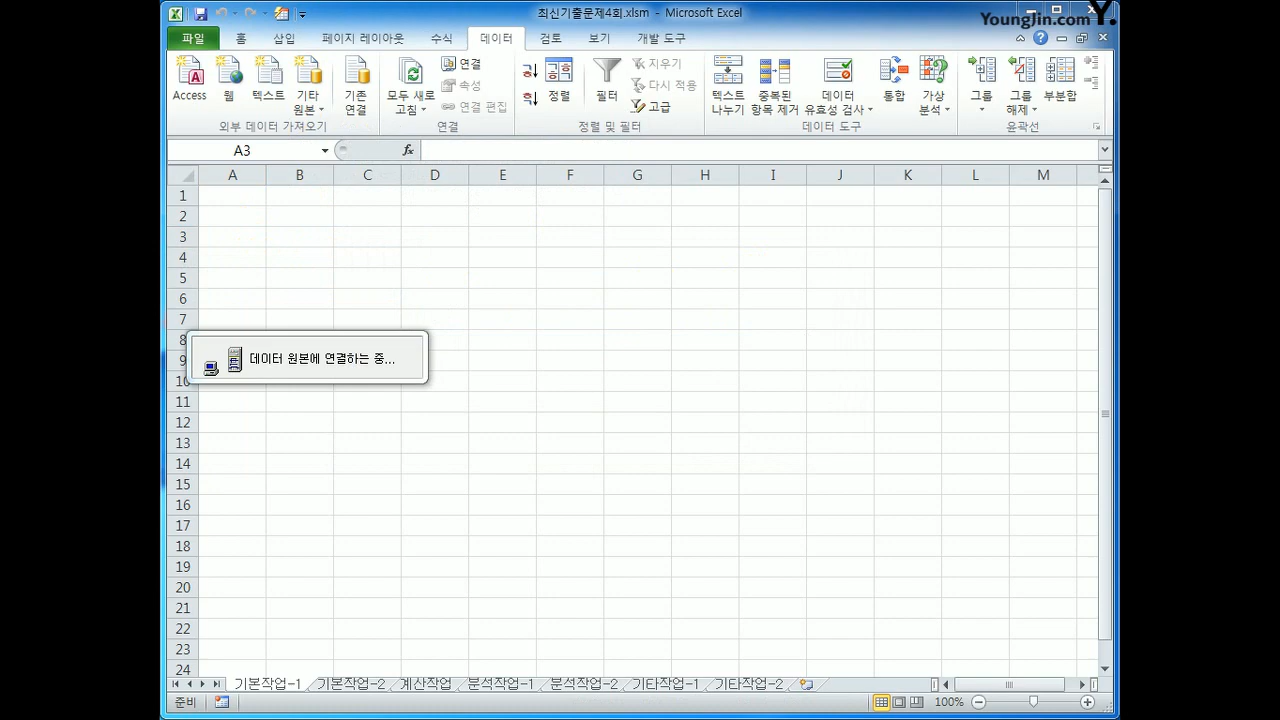 최신기출문제4회.xlsm - Microsoft Excel
YoungJin.com Y.
파일 홈 삽입 페이지 레이아웃 수식 데이터 검토 보기 개발 도구
Access 웹 텍스트 기타 원본 기존 연결
외부 데이터 가져오기
모두 새로 고침 연결 속성 연결 편집
연결
정렬 필터 지우기 다시 적용 고급
정렬 및 필터
텍스트 나누기 중복된 항목 제거 데이터 유효성 검사 통합 가상 분석
데이터 도구
그룹 그룹 해제 부분합
윤곽선
A3 fx
A B C D E F G H I J K L M
1
2
3
4
5
6
7
8
9
10
데이터 원본에 연결하는 중...
11
12
13
14
15
16
17
18
19
20
21
22
23
24
기본작업-1 기본작업-2 계산작업 분석작업-1 분석작업-2 기타작업-1 기타작업-2
준비 100%